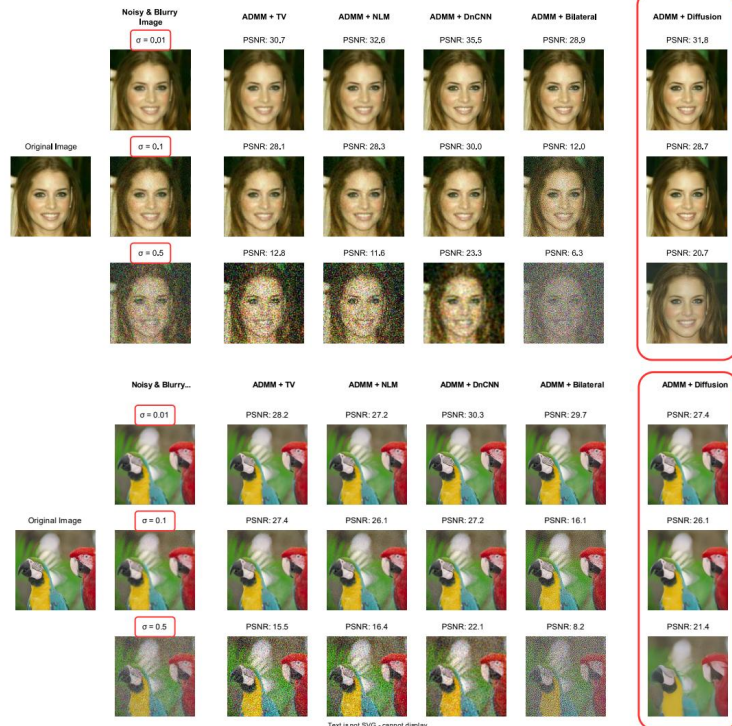 Noisy & Blurry Image ADMM + TV ADMM + NLM ADMM + DnCNN ADMM + Bilateral ADMM + Diffusion
σ = 0.01 PSNR: 30.7 PSNR: 32.6 PSNR: 35.5 PSNR: 28.9 PSNR: 31.8
Original Image σ = 0.1 PSNR: 28.1 PSNR: 28.3 PSNR: 30.0 PSNR: 12.0 PSNR: 28.7
σ = 0.5 PSNR: 12.8 PSNR: 11.6 PSNR: 23.3 PSNR: 6.3 PSNR: 20.7
Noisy & Blurry... ADMM + TV ADMM + NLM ADMM + DnCNN ADMM + Bilateral ADMM + Diffusion
σ = 0.01 PSNR: 28.2 PSNR: 27.2 PSNR: 30.3 PSNR: 29.7 PSNR: 27.4
Original Image σ = 0.1 PSNR: 27.4 PSNR: 26.1 PSNR: 27.2 PSNR: 16.1 PSNR: 26.1
σ = 0.5 PSNR: 15.5 PSNR: 16.4 PSNR: 22.1 PSNR: 8.2 PSNR: 21.4
Text is not SVG - cannot display